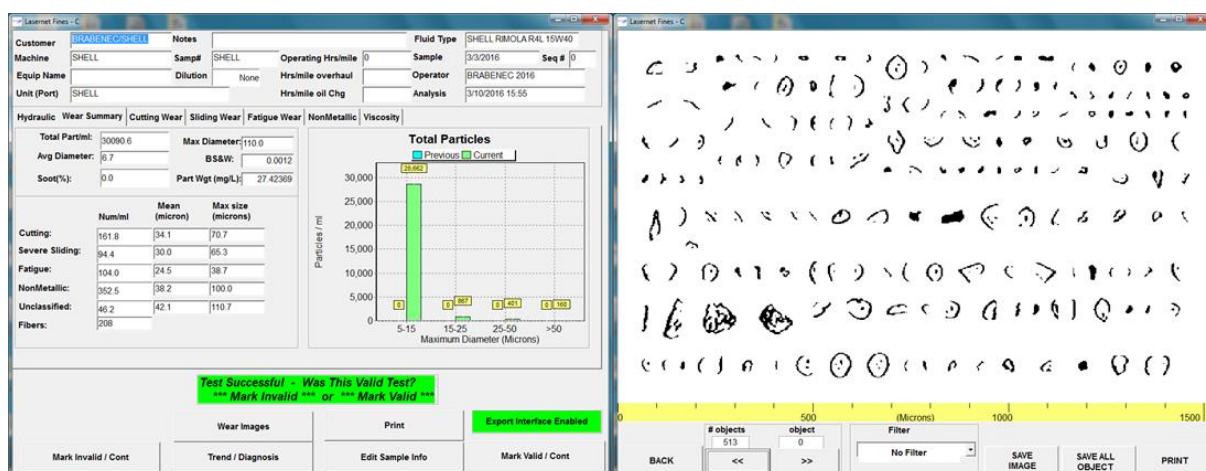 Lasernet Fines - C
Customer BRABENEC/SHELL Notes Fluid Type SHELL RIMOLA R4L 15W40
Machine SHELL Samp# SHELL Operating Hrs/mile 0 Sample 3/3/2016 Seq # 0
Equip Name Dilution None Hrs/mile overhaul Operator BRABENEC 2016
Unit (Port) SHELL Hrs/mile oil Chg Analysis 3/10/2016 15:55
Hydraulic Wear Summary Cutting Wear Sliding Wear Fatigue Wear NonMetallic Viscosity
Total Part/ml: 30090.6 Max Diameter: 110.0
Avg Diameter: 6.7 BS&W: 0.0012
Soot(%): 0.0 Part Wgt (mg/L): 27.42369
Num/ml Mean (micron) Max size (microns)
Cutting: 161.8 34.1 70.7
Severe Sliding: 94.4 30.0 65.3
Fatigue: 104.0 24.5 38.7
NonMetallic: 352.5 38.2 100.0
Unclassified: 46.2 42.1 110.7
Fibers: 208
Total Particles
Previous Current
Particles / ml
30,000
25,000
20,000
15,000
10,000
5,000
0
0 28,662 0 867 0 401 0 160
5-15 15-25 25-50 >50
Maximum Diameter (Microns)
Test Successful - Was This Valid Test?
*** Mark Invalid *** or *** Mark Valid ***
Wear Images Print Export Interface Enabled
Mark Invalid / Cont Trend / Diagnosis Edit Sample Info Mark Valid / Cont
Lasernet Fines - C
0 500 (Microns) 1000 1500
# objects object Filter
513 0
BACK << >> No Filter SAVE IMAGE SAVE ALL OBJECT PRINT